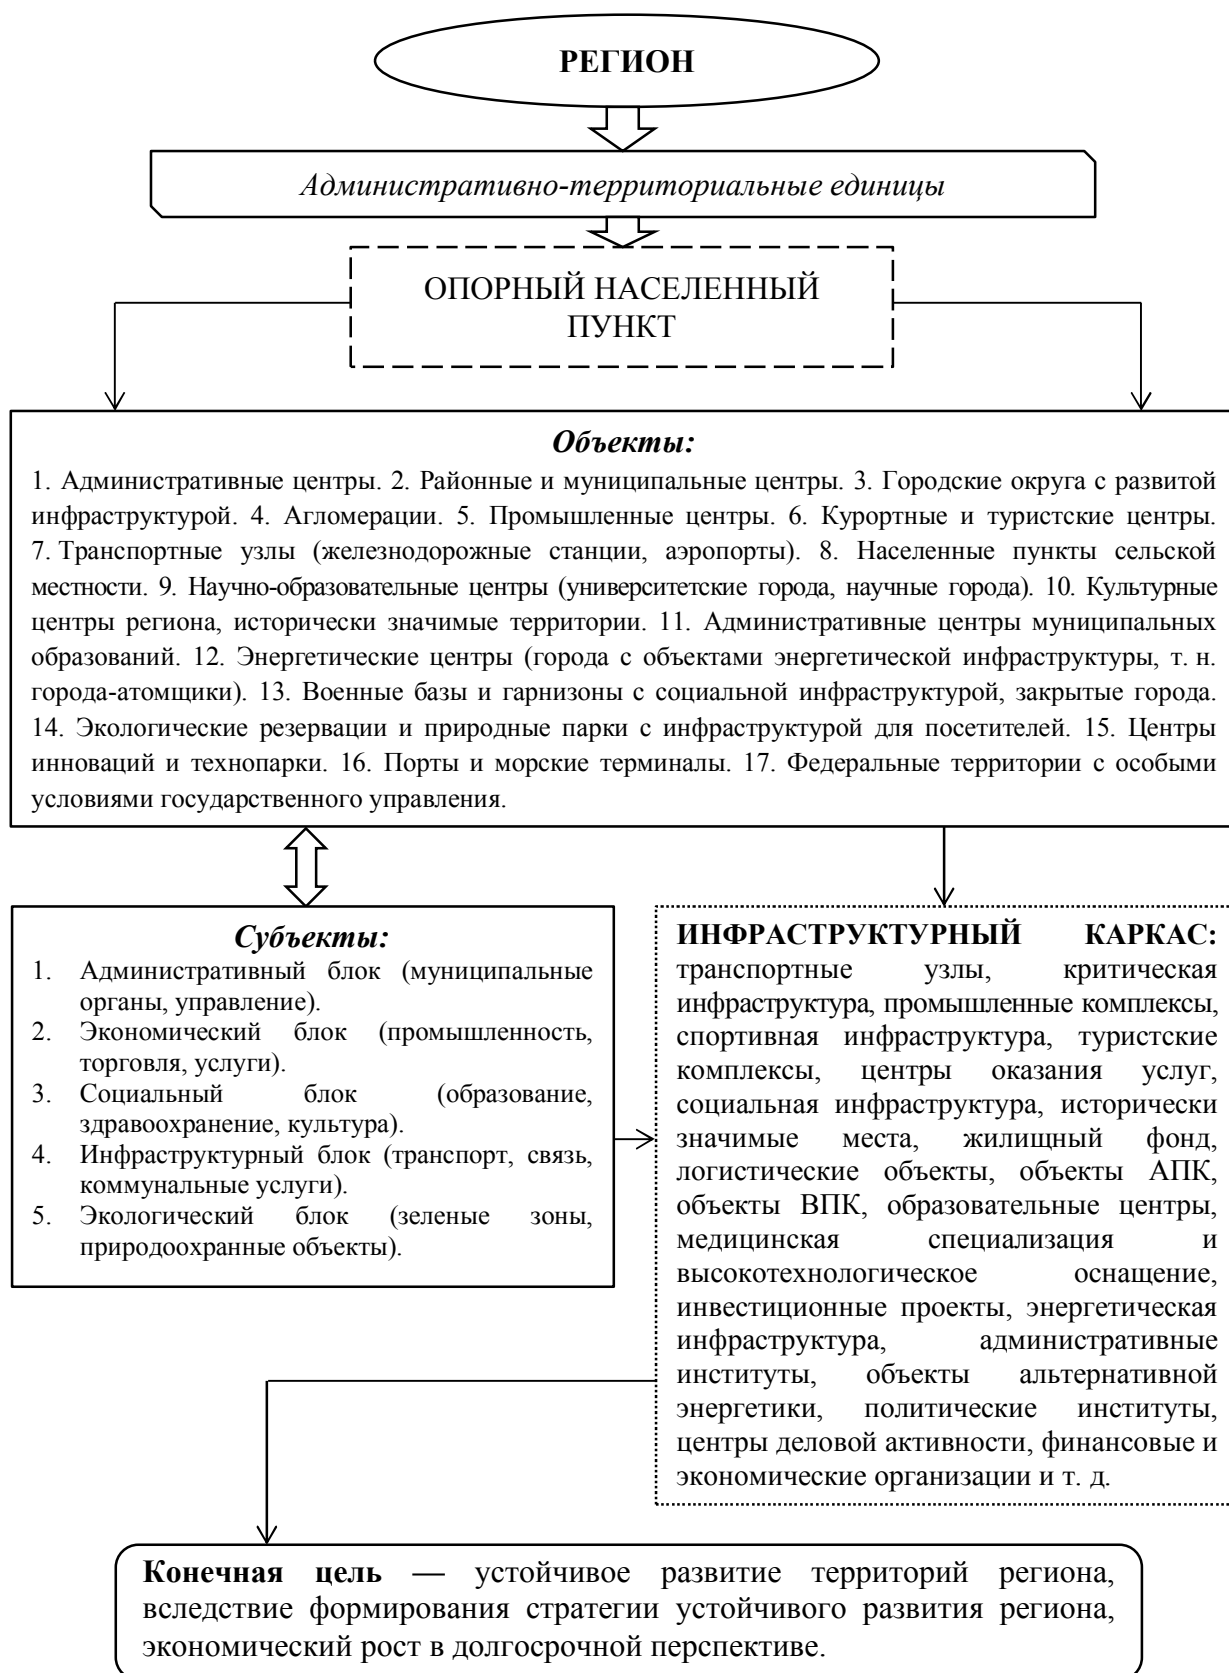 РЕГИОН
Административно-территориальные единицы
ОПОРНЫЙ НАСЕЛЕННЫЙ
ПУНКТ
Объекты:
1. Административные центры. 2. Районные и муниципальные центры. 3. Городские округа с развитой
инфраструктурой. 4. Агломерации. 5. Промышленные центры. 6. Курортные и туристские центры.
7. Транспортные узлы (железнодорожные станции, аэропорты). 8. Населенные пункты сельской
местности. 9. Научно-образовательные центры (университетские города, научные города). 10. Культурные
центры региона, исторически значимые территории. 11. Административные центры муниципальных
образований. 12. Энергетические центры (города с объектами энергетической инфраструктуры, т. н.
города-атомщики). 13. Военные базы и гарнизоны с социальной инфраструктурой, закрытые города.
14. Экологические резервации и природные парки с инфраструктурой для посетителей. 15. Центры
инноваций и технопарки. 16. Порты и морские терминалы. 17. Федеральные территории с особыми
условиями государственного управления.
Субъекты:
1. Административный блок (муниципальные
органы, управление).
2. Экономический блок (промышленность,
торговля, услуги).
3. Социальный блок (образование,
здравоохранение, культура).
4. Инфраструктурный блок (транспорт, связь,
коммунальные услуги).
5. Экологический блок (зеленые зоны,
природоохранные объекты).
ИНФРАСТРУКТУРНЫЙ КАРКАС:
транспортные узлы, критическая
инфраструктура, промышленные комплексы,
спортивная инфраструктура, туристские
комплексы, центры оказания услуг,
социальная инфраструктура, исторически
значимые места, жилищный фонд,
логистические объекты, объекты АПК,
объекты ВПК, образовательные центры,
медицинская специализация и
высокотехнологическое оснащение,
инвестиционные проекты, энергетическая
инфраструктура, административные
институты, объекты альтернативной
энергетики, политические институты,
центры деловой активности, финансовые и
экономические организации и т. д.
Конечная цель — устойчивое развитие территорий региона,
вследствие формирования стратегии устойчивого развития региона,
экономический рост в долгосрочной перспективе.